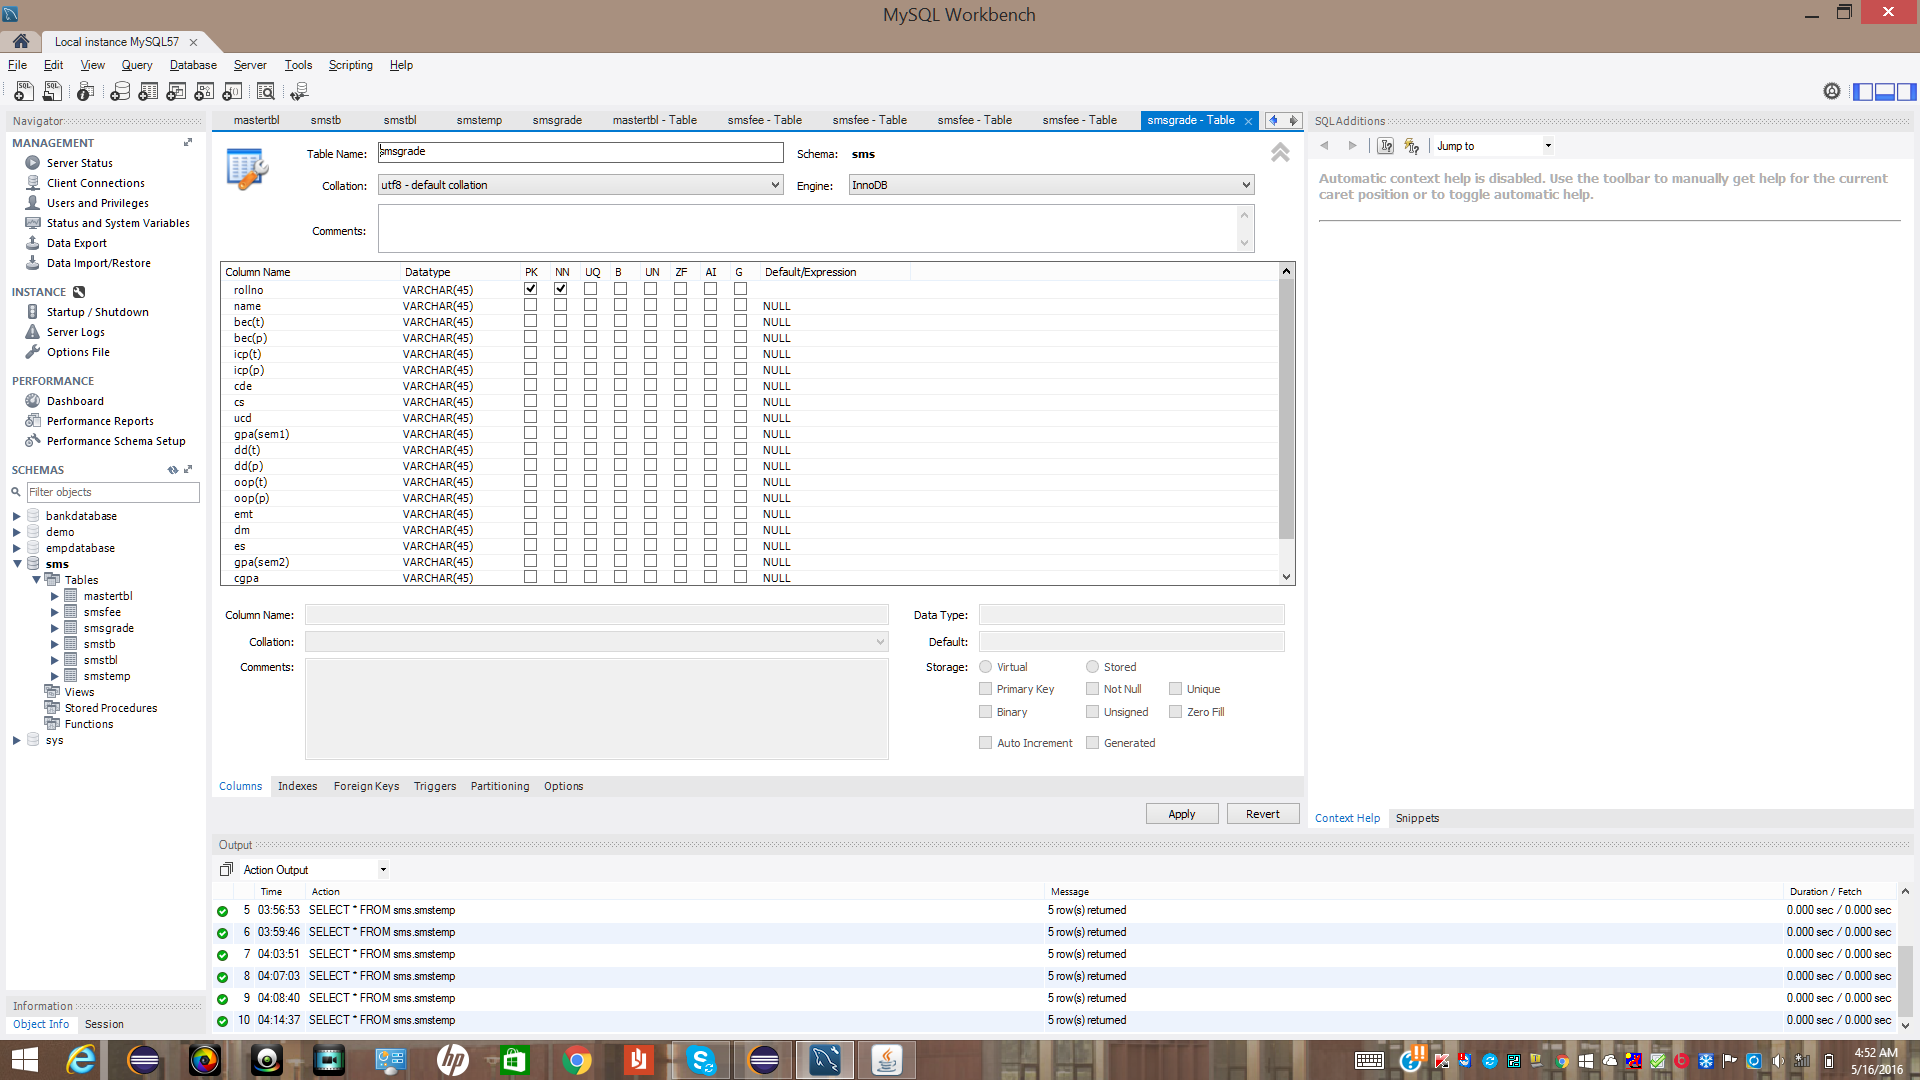 MySQL Workbench
Local instance MySQL57
File Edit View Query Database Server Tools Scripting Help
Navigator
MANAGEMENT
Server Status
Client Connections
Users and Privileges
Status and System Variables
Data Export
Data Import/Restore
INSTANCE
Startup / Shutdown
Server Logs
Options File
PERFORMANCE
Dashboard
Performance Reports
Performance Schema Setup
SCHEMAS
Filter objects
bankdatabase
demo
empdatabase
sms
Tables
mastertbl
smsfee
smsgrade
smstb
smstbl
smstemp
Views
Stored Procedures
Functions
sys
Information
Object Info Session
mastertbl smstb smstbl smstemp smsgrade mastertbl - Table smsfee - Table smsfee - Table smsfee - Table smsfee - Table smsgrade - Table
Table Name: smsgrade Schema: sms
Collation: utf8 - default collation Engine: InnoDB
Comments:
Column Name Datatype PK NN UQ B UN ZF AI G Default/Expression
rollno VARCHAR(45)
name VARCHAR(45) NULL
bec(t) VARCHAR(45) NULL
bec(p) VARCHAR(45) NULL
icp(t) VARCHAR(45) NULL
icp(p) VARCHAR(45) NULL
cde VARCHAR(45) NULL
cs VARCHAR(45) NULL
ucd VARCHAR(45) NULL
gpa(sem1) VARCHAR(45) NULL
dd(t) VARCHAR(45) NULL
dd(p) VARCHAR(45) NULL
oop(t) VARCHAR(45) NULL
oop(p) VARCHAR(45) NULL
emt VARCHAR(45) NULL
dm VARCHAR(45) NULL
es VARCHAR(45) NULL
gpa(sem2) VARCHAR(45) NULL
cgpa VARCHAR(45) NULL
Column Name: Data Type:
Collation: Default:
Comments: Storage: Virtual Stored
Primary Key Not Null Unique
Binary Unsigned Zero Fill
Auto Increment Generated
Columns Indexes Foreign Keys Triggers Partitioning Options
Apply Revert
SQLAdditions
Jump to
Automatic context help is disabled. Use the toolbar to manually get help for the current
caret position or to toggle automatic help.
Context Help Snippets
Output
Action Output
Time Action Message Duration / Fetch
5 03:56:53 SELECT * FROM sms.smstemp 5 row(s) returned 0.000 sec / 0.000 sec
6 03:59:46 SELECT * FROM sms.smstemp 5 row(s) returned 0.000 sec / 0.000 sec
7 04:03:51 SELECT * FROM sms.smstemp 5 row(s) returned 0.000 sec / 0.000 sec
8 04:07:03 SELECT * FROM sms.smstemp 5 row(s) returned 0.000 sec / 0.000 sec
9 04:08:40 SELECT * FROM sms.smstemp 5 row(s) returned 0.000 sec / 0.000 sec
10 04:14:37 SELECT * FROM sms.smstemp 5 row(s) returned 0.000 sec / 0.000 sec
4:52 AM
5/16/2016